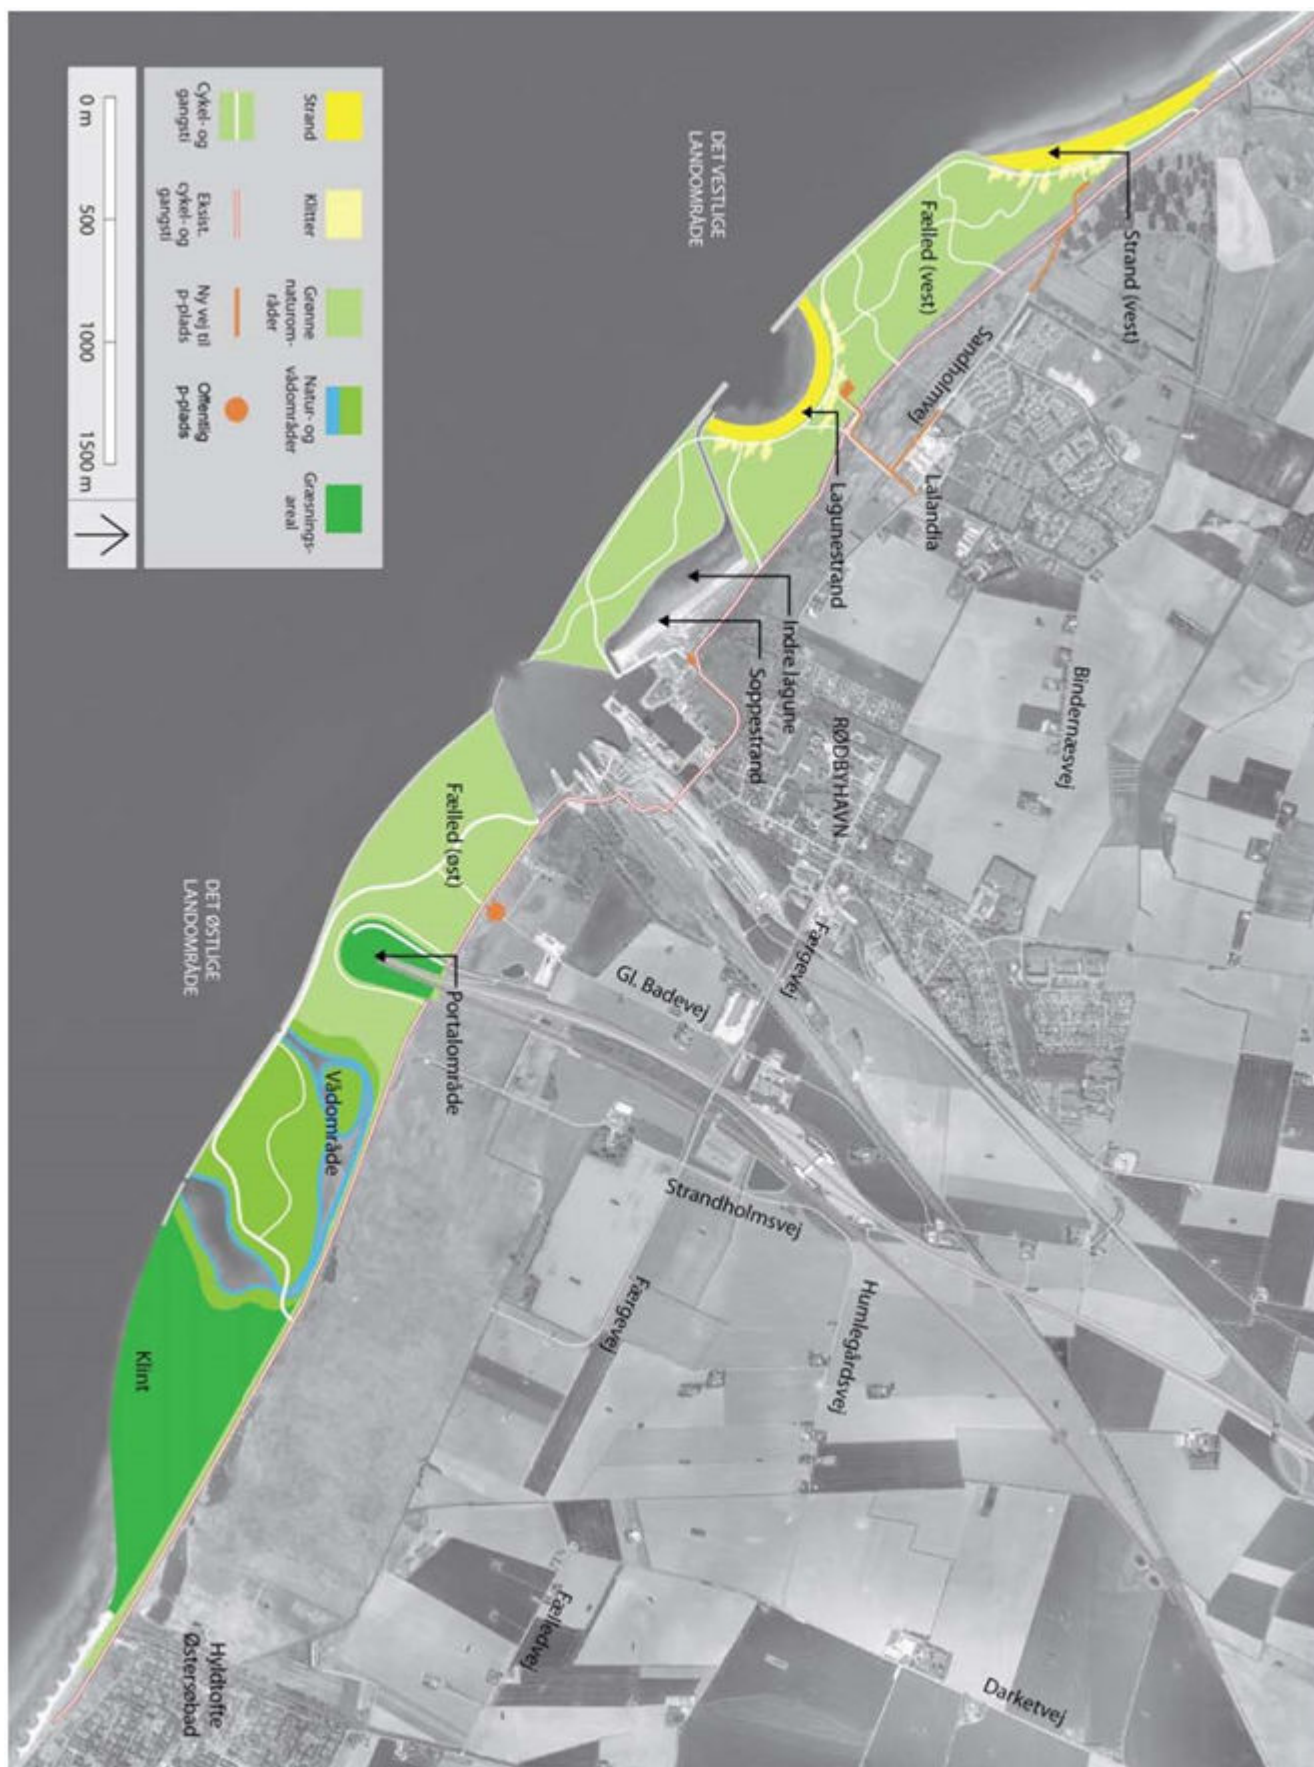 Strand (vest)
Fælled (vest)
Sandholmvej
Lalandia
Lagunestrand
Indre lagune
Soppestrand
DET VESTLIGE
LANDOMRÅDE
Bindernæsvej
RØDBYHAVN
Færgevej
Gl. Badevej
Fælled (øst)
Portalområde
DET ØSTLIGE
LANDOMRÅDE
Vådområde
Strandholmsvej
Færgevej
Humlegårdsvej
Klint
Fælledvej
Darketvej
Hyldtofte
Østersøbad
Strand
Klitter
Grønne
naturom-
råder
Natur- og
vådområder
Græsnings-
areal
Cykel- og
gangsti
Eksist.
cykel- og
gangsti
Ny vej til
p-plads
Offentlig
p-plads
0 m
500
1000
1500 m